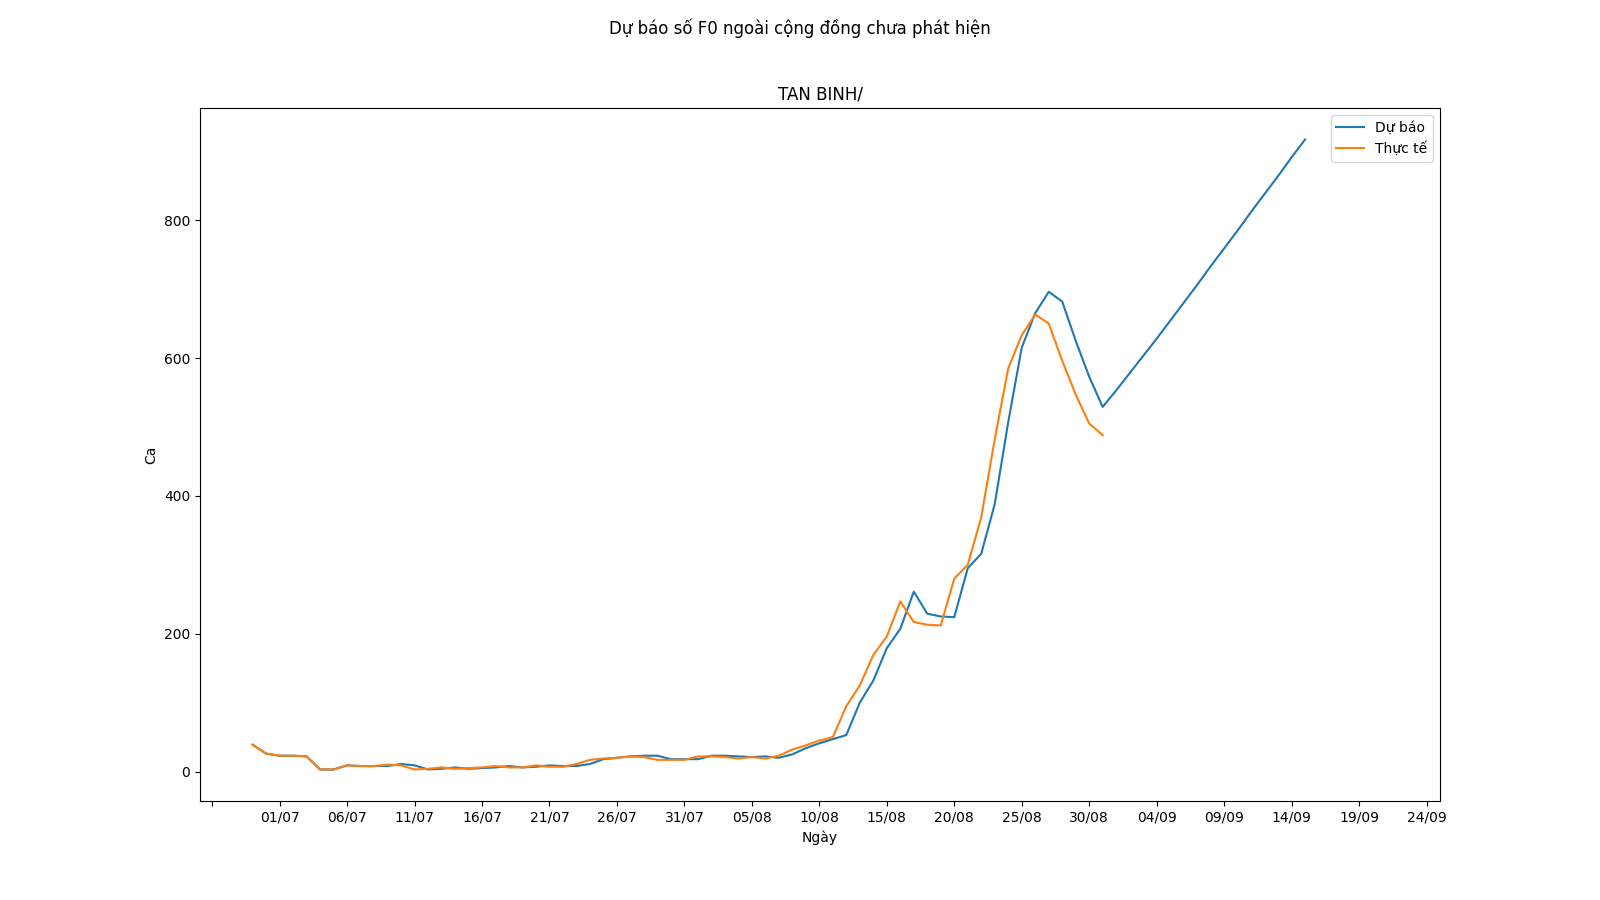 Dự báo số F0 ngoài cộng đồng chưa phát hiện
TAN BINH/
Dự báo
Thực tế
800
600
400
200
0
Ca
01/07 06/07 11/07 16/07 21/07 26/07 31/07 05/08 10/08 15/08 20/08 25/08 30/08 04/09 09/09 14/09 19/09 24/09
Ngày